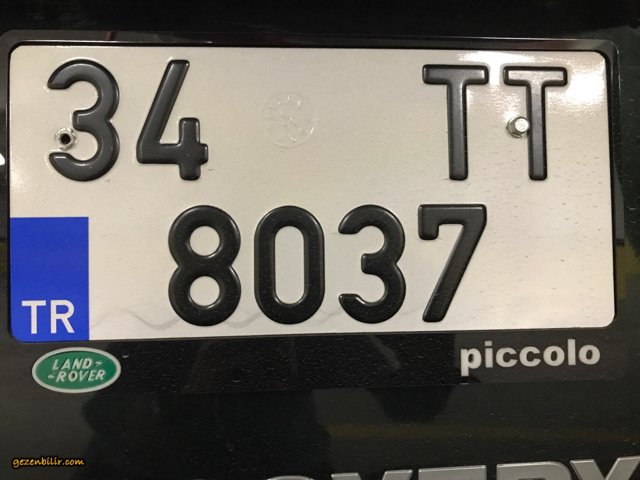 34 TT
8037
TR
LAND-
-ROVER
piccolo
gezenbilir.com